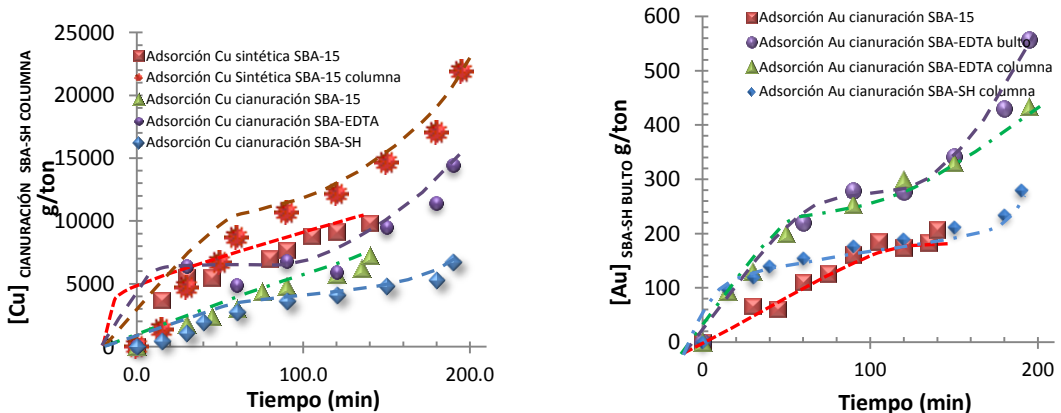 25000
20000
15000
10000
5000
0
0.0
100.0
200.0
Tiempo (min)
[Cu] CIANURACIÓN SBA-SH COLUMNA
g/ton
Adsorción Cu sintética SBA-15
Adsorción Cu Sintética SBA-15 columna
Adsorción Cu cianuración SBA-15
Adsorción Cu cianuración SBA-EDTA
Adsorción Cu cianuración SBA-SH
600
500
400
300
200
100
0
0
100
200
Tiempo (min)
[Au] SBA-SH BULTO g/ton
Adsorción Au cianuración SBA-15
Adsorción Au cianuración SBA-EDTA bulto
Adsorción Au cianuración SBA-EDTA columna
Adsorción Au cianuración SBA-SH columna